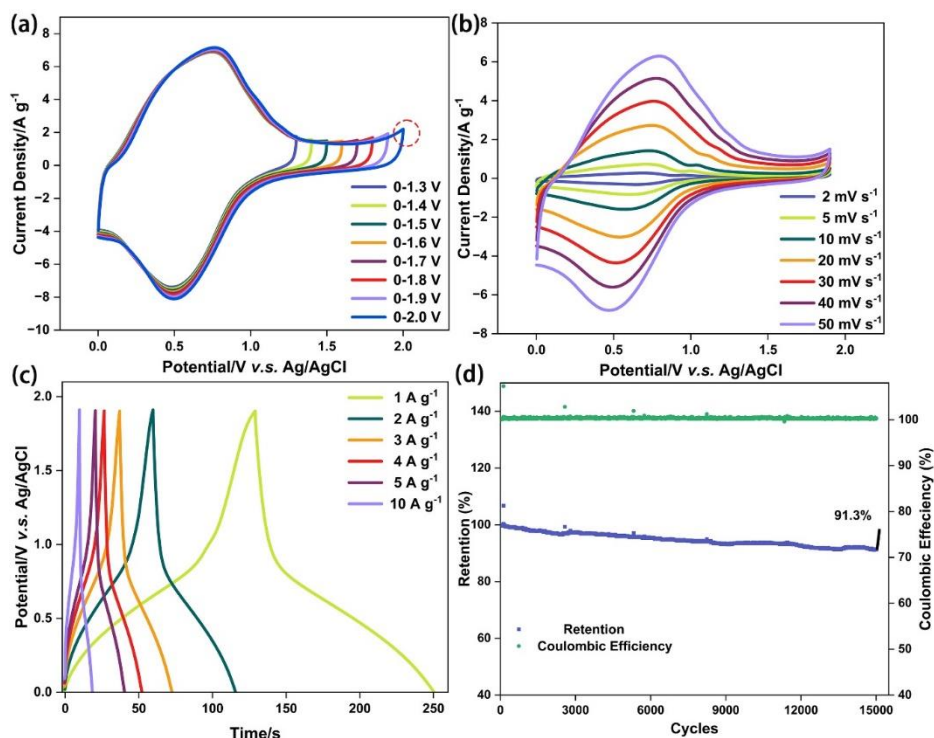 (a)
Current Density/A g-1
8
6
4
2
0
−2
−4
−6
−8
−10
0-1.3 V
0-1.4 V
0-1.5 V
0-1.6 V
0-1.7 V
0-1.8 V
0-1.9 V
0-2.0 V
0.0 0.5 1.0 1.5 2.0
Potential/V v.s. Ag/AgCl
(b)
Current Density/A g-1
8
6
4
2
0
−2
−4
−6
−8
2 mV s-1
5 mV s-1
10 mV s-1
20 mV s-1
30 mV s-1
40 mV s-1
50 mV s-1
0.0 0.5 1.0 1.5 2.0
Potential/V v.s. Ag/AgCl
(c)
Potential/V v.s. Ag/AgCl
2.0
1.5
1.0
0.5
0.0
1 A g-1
2 A g-1
3 A g-1
4 A g-1
5 A g-1
10 A g-1
0 50 100 150 200 250
Time/s
(d)
Retention (%)
140
120
100
80
60
40
91.3%
Retention
Coulombic Efficiency
0 3000 6000 9000 12000 15000
Cycles
100
90
80
70
60
50
40
Coulombic Effeciency (%)